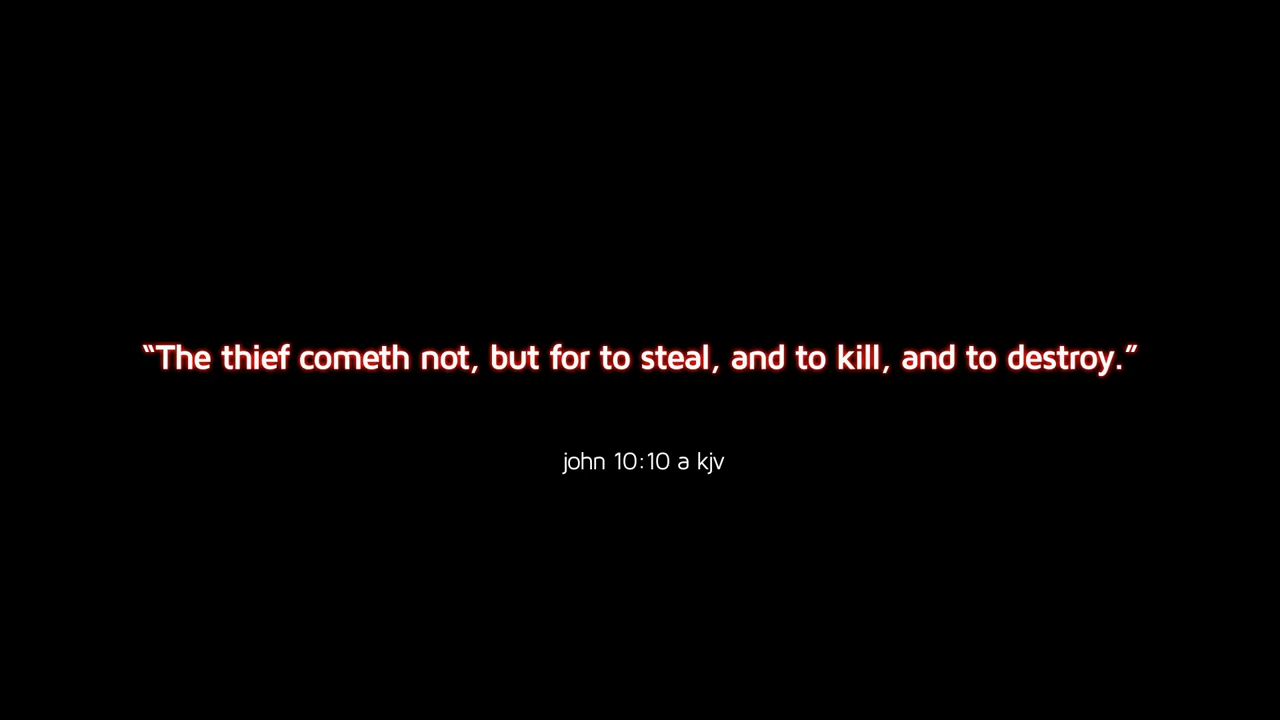 “The thief cometh not, but for to steal, and to kill, and to destroy.”
john 10:10 a kjv